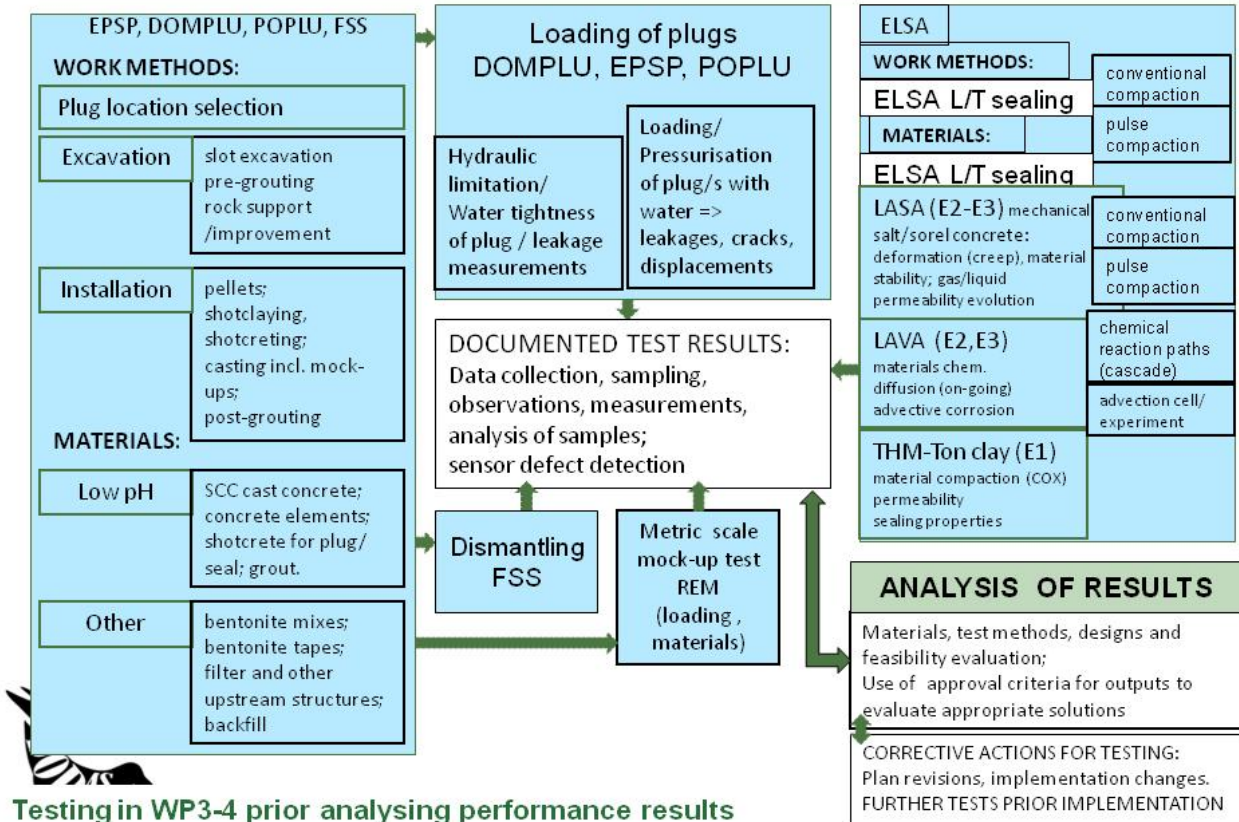 EPSP, DOMPLU, POPLU, FSS
WORK METHODS:
Plug location selection
Excavation
slot excavation
pre-grouting
rock support
/improvement
Installation
pellets;
shotclaying,
shotcreting;
casting incl. mock-
ups;
post-grouting
MATERIALS:
Low pH
SCC cast concrete;
concrete elements;
shotcrete for plug/
seal; grout.
Other
bentonite mixes;
bentonite tapes;
filter and other
upstream structures;
backfill
Loading of plugs
DOMPLU, EPSP, POPLU
Hydraulic
limitation/
Water tightness
of plug / leakage
measurements
Loading/
Pressurisation
of plug/s with
water =>
leakages, cracks,
displacements
DOCUMENTED TEST RESULTS:
Data collection, sampling,
observations, measurements,
analysis of samples;
sensor defect detection
Dismantling
FSS
Metric scale
mock-up test
REM
(loading ,
materials)
ELSA
WORK METHODS:
ELSA L/T sealing
conventional
compaction
pulse
compaction
MATERIALS:
ELSA L/T sealing
LASA (E2-E3) mechanical
salt/sorel concrete:
deformation (creep), material
stability; gas/liquid
permeability evolution
conventional
compaction
pulse
compaction
LAVA (E2,E3)
materials chem.
diffusion (on-going)
advective corrosion
chemical
reaction paths
(cascade)
advection cell/
experiment
THM-Ton clay (E1)
material compaction (COX)
permeability
sealing properties
ANALYSIS OF RESULTS
Materials, test methods, designs and
feasibility evaluation;
Use of approval criteria for outputs to
evaluate appropriate solutions
CORRECTIVE ACTIONS FOR TESTING:
Plan revisions, implementation changes.
FURTHER TESTS PRIOR IMPLEMENTATION
Testing in WP3-4 prior analysing performance results